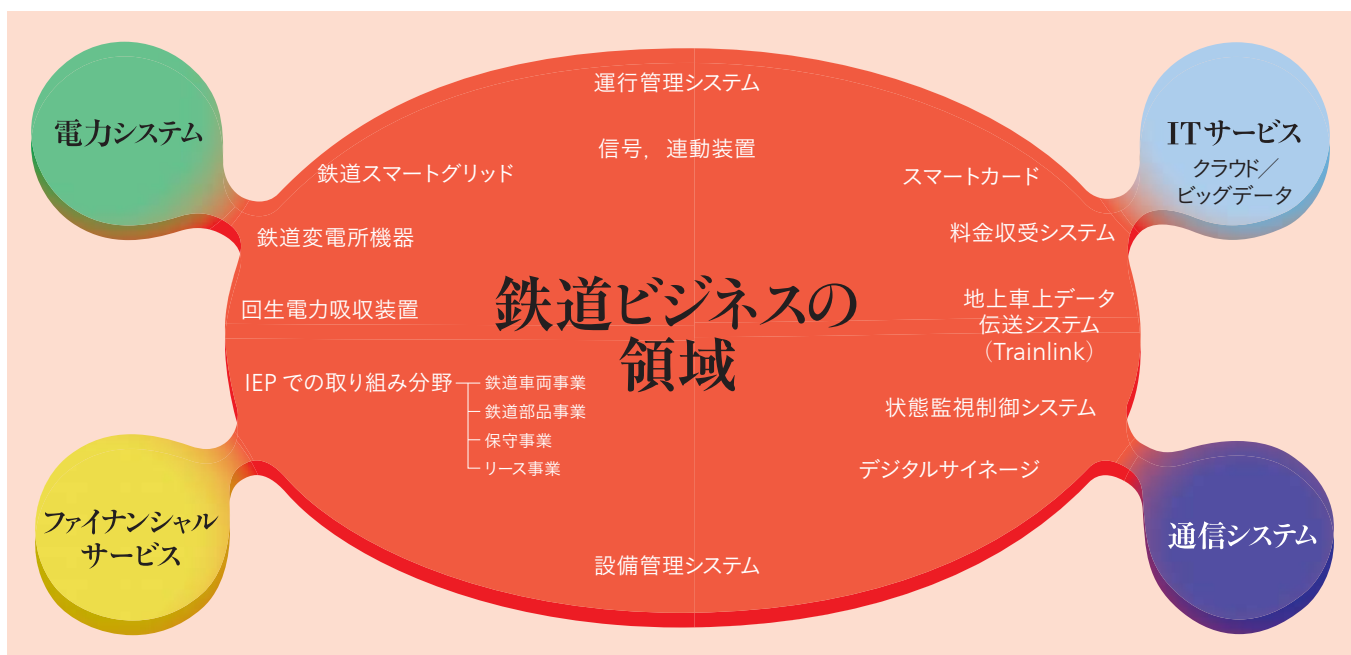 運行管理システム
信号，連動装置
電力システム
ITサービス
クラウド／
ビッグデータ
鉄道スマートグリッド
スマートカード
鉄道変電所機器
料金収受システム
回生電力吸収装置
鉄道ビジネスの
領域
地上車上データ
伝送システム
（Trainlink）
IEP での取り組み分野
鉄道車両事業
鉄道部品事業
保守事業
リース事業
状態監視制御システム
デジタルサイネージ
ファイナンシャル
サービス
通信システム
設備管理システム